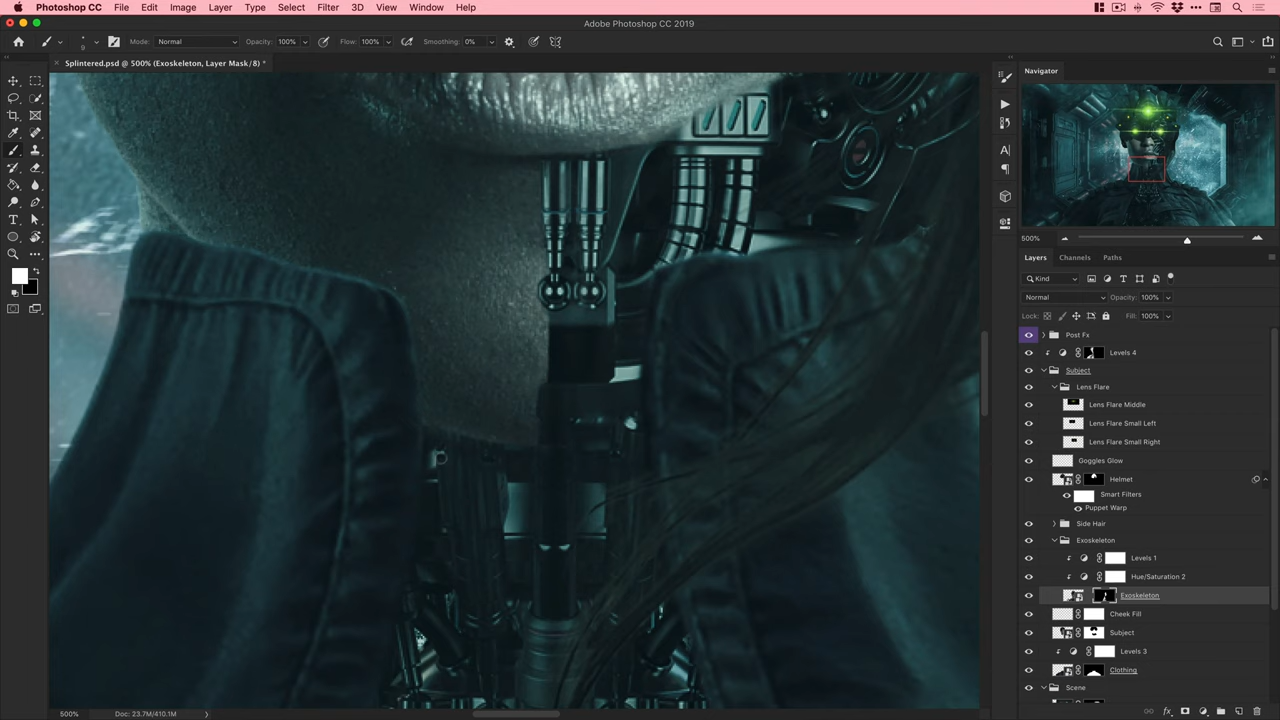 Photoshop CC File Edit Image Layer Type Select Filter 3D View Window Help
Adobe Photoshop CC 2019
9 Mode: Normal Opacity: 100% Flow: 100% Smoothing: 0%
× Splintered.psd @ 500% (Exoskeleton, Layer Mask/8) *
Navigator
500%
Layers Channels Paths
Kind
Normal Opacity: 100%
Lock: Fill: 100%
Post Fx
Levels 4
Subject
Lens Flare
Lens Flare Middle
Lens Flare Small Left
Lens Flare Small Right
Goggles Glow
Helmet
Smart Filters
Puppet Warp
Side Hair
Exoskeleton
Levels 1
Hue/Saturation 2
Exoskeleton
Cheek Fill
Subject
Levels 3
Clothing
Scene
500% Doc: 23.7M/410.1M